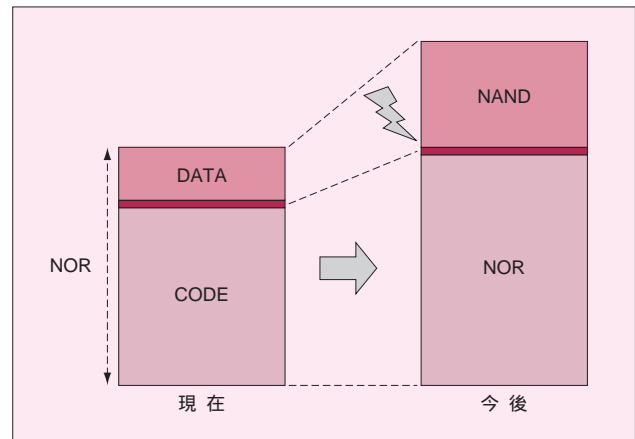 NAND
DATA
NOR
CODE
NOR
現在
今後